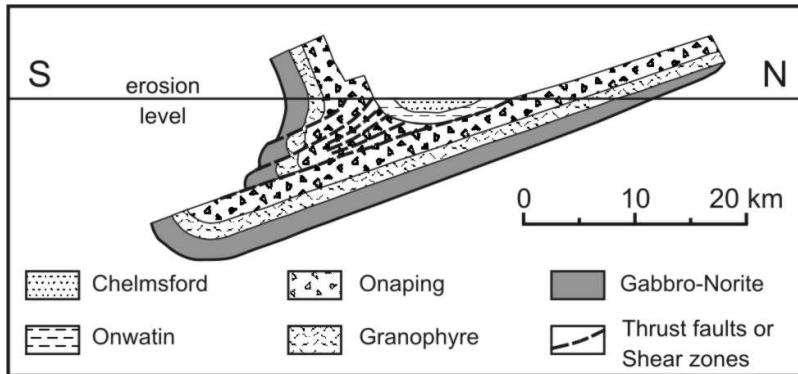 S
N
erosion
level
0 10 20 km
Chelmsford
Onaping
Gabbro-Norite
Onwatin
Granophyre
Thrust faults or
Shear zones